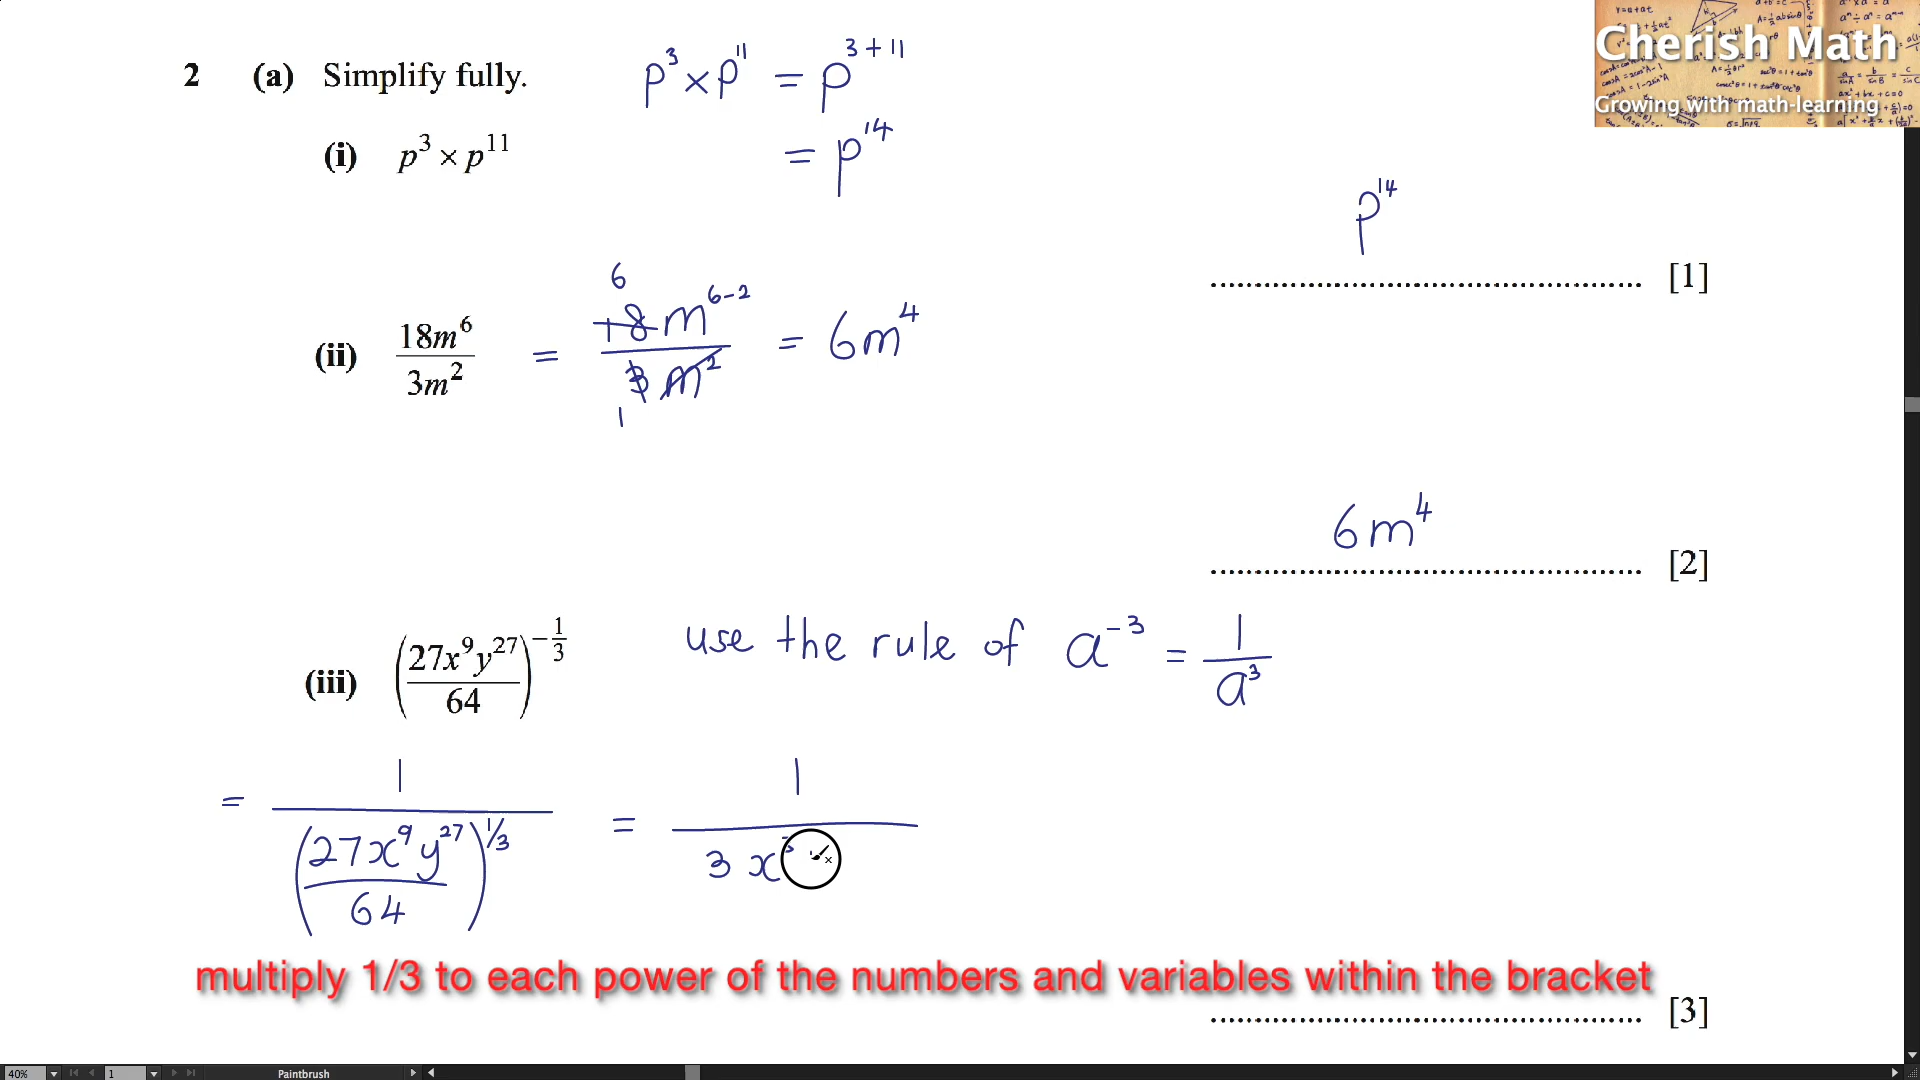 Cherish Math
Growing with math-learning
2 (a) Simplify fully. p³ × p¹¹ = p³⁺¹¹
(i) p³ × p¹¹ = p¹⁴
p¹⁴
[1]
(ii) 18m⁶/3m² = 18m⁶⁻²/3m² = 6m⁴
6
1
6m⁴
[2]
(iii) (27x⁹y²⁷/64)^(-1/3) use the rule of a⁻³ = 1/a³
= 1/(27x⁹y²⁷/64)^(1/3) = 1/3x³
multiply 1/3 to each power of the numbers and variables within the bracket
[3]
40% 1 Paintbrush